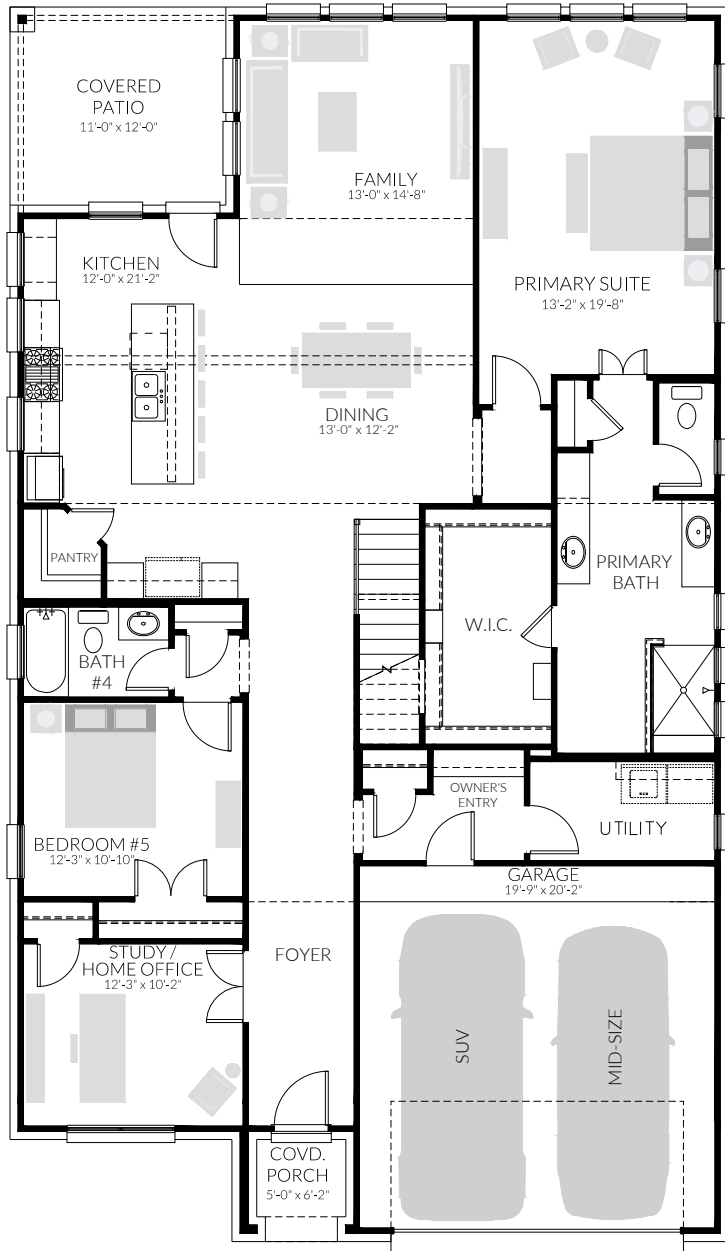 COVERED
PATIO
11'-0" x 12'-0"
FAMILY
13'-0" x 14'-8"
KITCHEN
12'-0" x 21'-2"
PRIMARY SUITE
13'-2" x 19'-8"
DINING
13'-0" x 12'-2"
PANTRY
PRIMARY
BATH
W.I.C.
BATH
#4
OWNER'S
ENTRY
UTILITY
BEDROOM #5
12'-3" x 10'-10"
GARAGE
19'-9" x 20'-2"
STUDY /
HOME OFFICE
12'-3" x 10'-2"
FOYER
SUV
MID-SIZE
COVD.
PORCH
5'-0" x 6'-2"